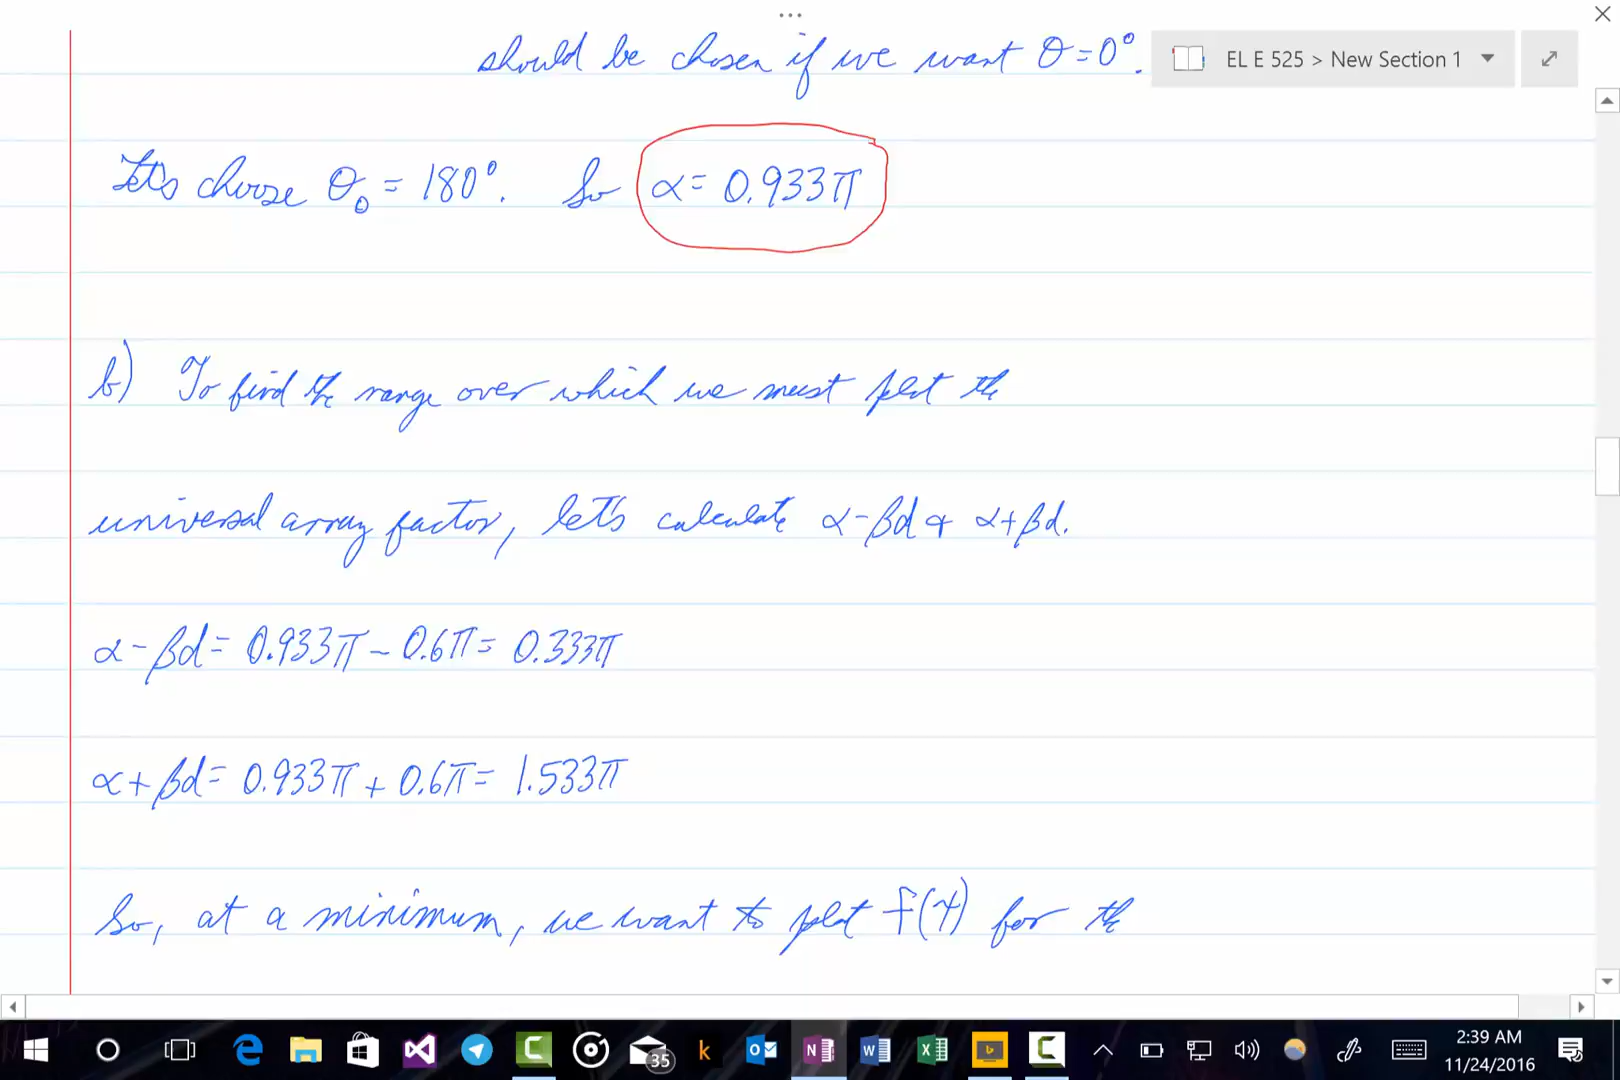 should be chosen if we want θ=0°.
EL E 525 > New Section 1
Let's choose θ₀ = 180°. So α = 0.933π
b) To find the range over which we must plot the
universal array factor, let's calculate α-βd & α+βd.
α-βd = 0.933π - 0.6π = 0.333π
α+βd = 0.933π + 0.6π = 1.533π
So, at a minimum, we want to plot f(ψ) for the
35
2:39 AM
11/24/2016